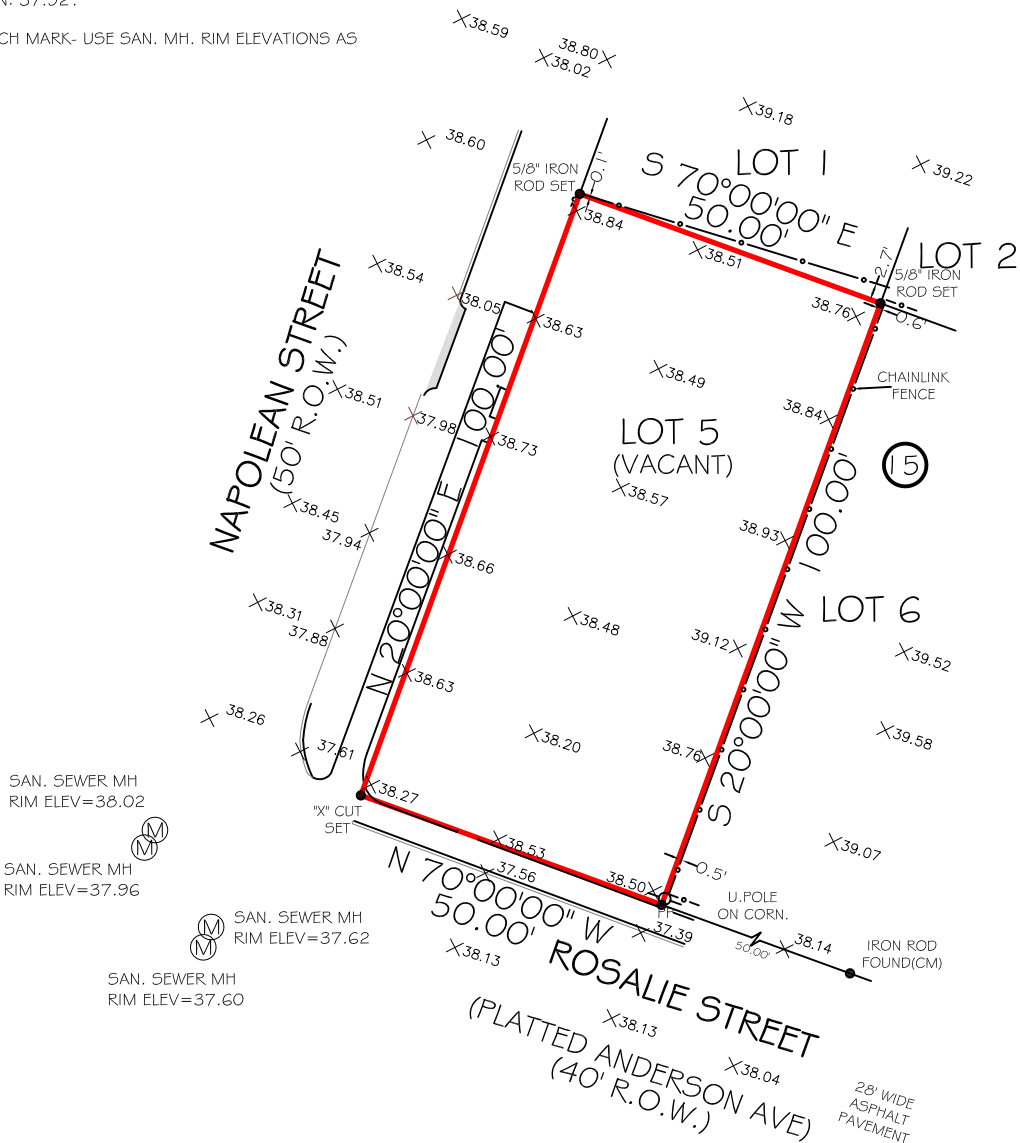 CH MARK- USE SAN. MH. RIM ELEVATIONS AS
38.59
38.80
38.02
39.18
38.60
LOT 1
39.22
5/8" IRON
ROD SET
0.1'
S 70°00'00" E
50.00'
38.84
38.51
LOT 2
2.7'
5/8" IRON
ROD SET
38.76
0.6'
38.54
38.05
38.63
NAPOLEAN STREET
(50' R.O.W.)
38.49
CHAINLINK
FENCE
38.51
37.98
38.84
38.73
LOT 5
(VACANT)
15
N 20°00'00" E 100.00'
38.57
38.45
37.94
38.93
38.66
S 20°00'00" W 100.00'
38.31
37.88
38.48
39.12
LOT 6
39.52
38.63
38.26
37.61
38.20
38.76
39.58
SAN. SEWER MH
RIM ELEV=38.02
38.27
"X" CUT
SET
SAN. SEWER MH
RIM ELEV=37.96
M
M
38.53
37.56
39.07
N 70°00'00" W
50.00'
38.50
0.5'
PP
U.POLE
ON CORN.
SAN. SEWER MH
RIM ELEV=37.62
M
M
37.39
50.00'
38.14
IRON ROD
FOUND(CM)
38.13
SAN. SEWER MH
RIM ELEV=37.60
ROSALIE STREET
38.13
(PLATTED ANDERSON AVE)
(40' R.O.W.)
38.04
28' WIDE
ASPHALT
PAVEMENT